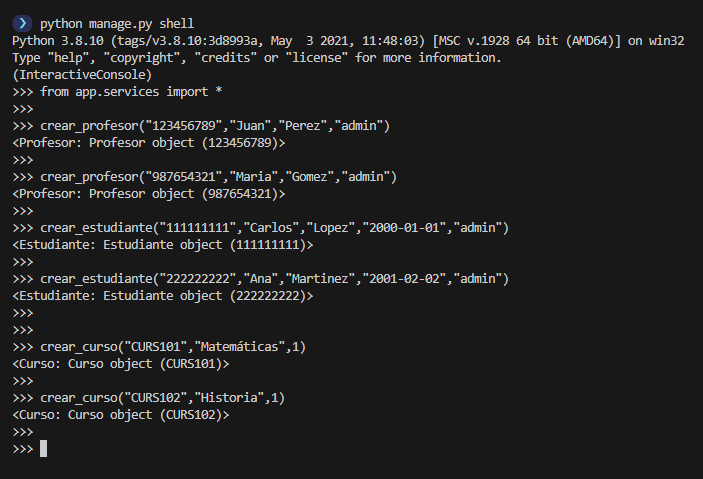 ❯ python manage.py shell
Python 3.8.10 (tags/v3.8.10:3d8993a, May  3 2021, 11:48:03) [MSC v.1928 64 bit (AMD64)] on win32
Type "help", "copyright", "credits" or "license" for more information.
(InteractiveConsole)
>>> from app.services import *
>>>
>>> crear_profesor("123456789","Juan","Perez","admin")
<Profesor: Profesor object (123456789)>
>>>
>>> crear_profesor("987654321","Maria","Gomez","admin")
<Profesor: Profesor object (987654321)>
>>>
>>> crear_estudiante("111111111","Carlos","Lopez","2000-01-01","admin")
<Estudiante: Estudiante object (111111111)>
>>>
>>> crear_estudiante("222222222","Ana","Martinez","2001-02-02","admin")
<Estudiante: Estudiante object (222222222)>
>>>
>>>
>>> crear_curso("CURS101","Matemáticas",1)
<Curso: Curso object (CURS101)>
>>>
>>> crear_curso("CURS102","Historia",1)
<Curso: Curso object (CURS102)>
>>>
>>>